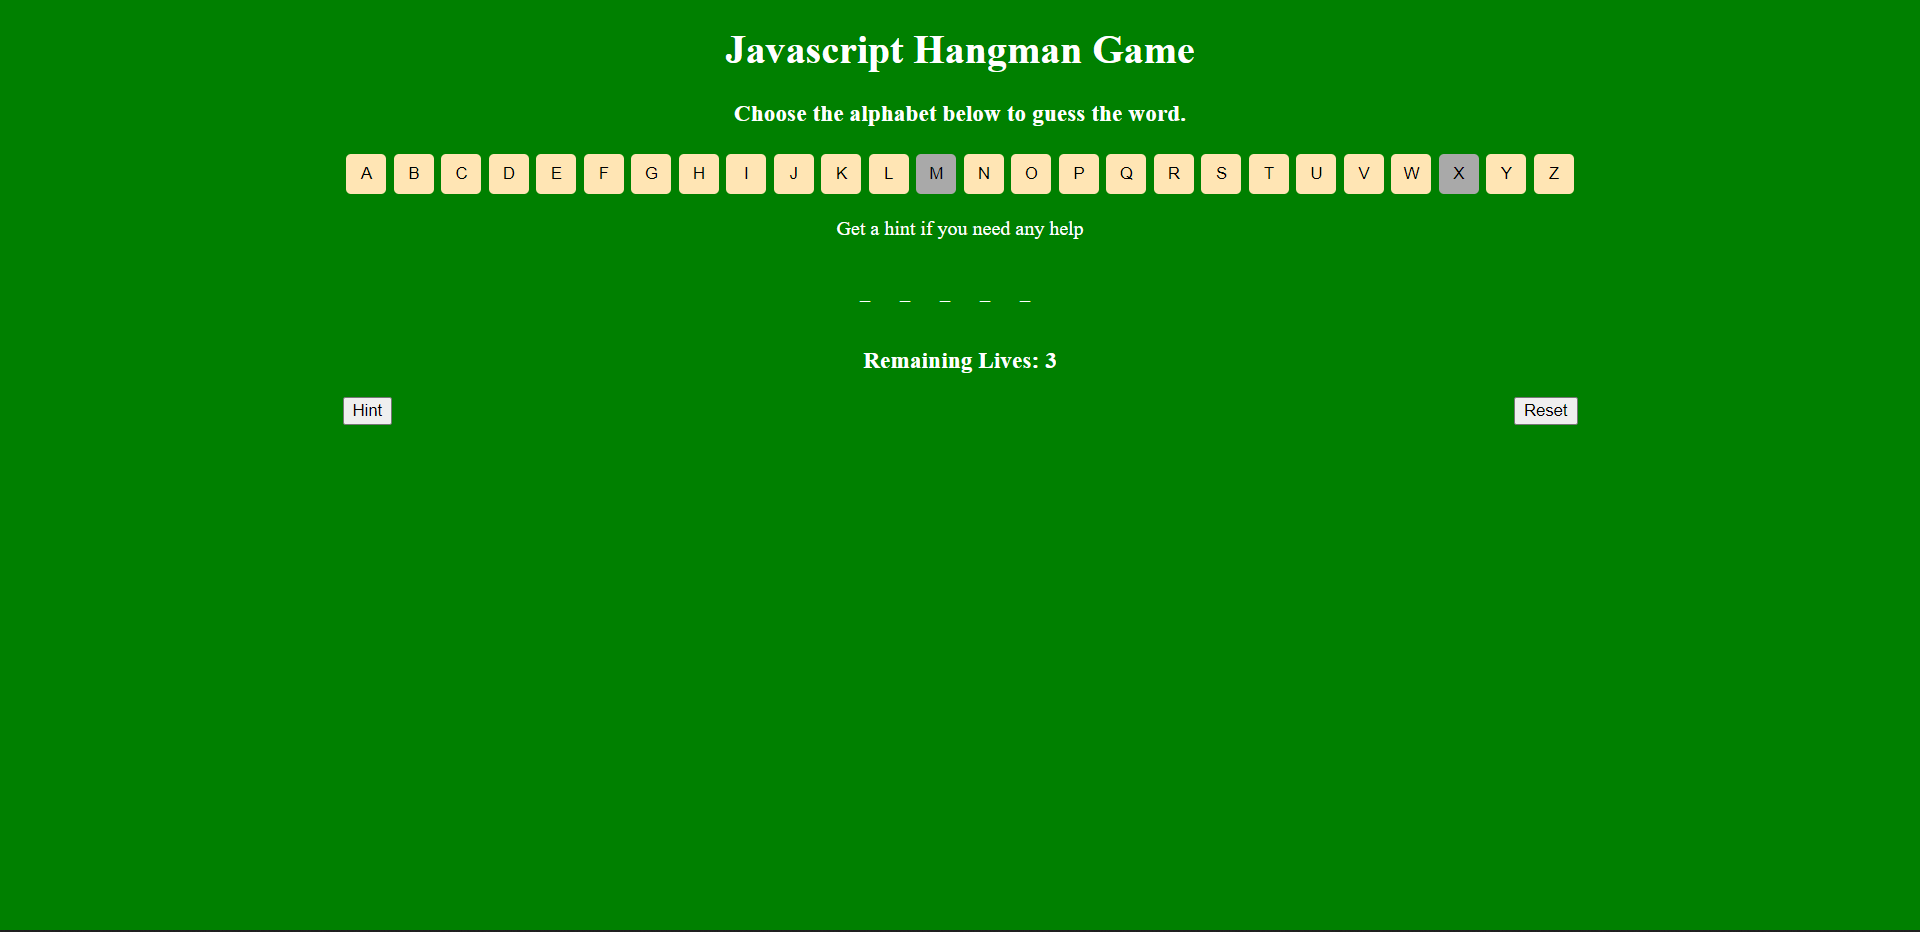 Javascript Hangman Game
Choose the alphabet below to guess the word.
A B C D E F G H I J K L M N O P Q R S T U V W X Y Z
Get a hint if you need any help
_ _ _ _ _
Remaining Lives: 3
Hint Reset